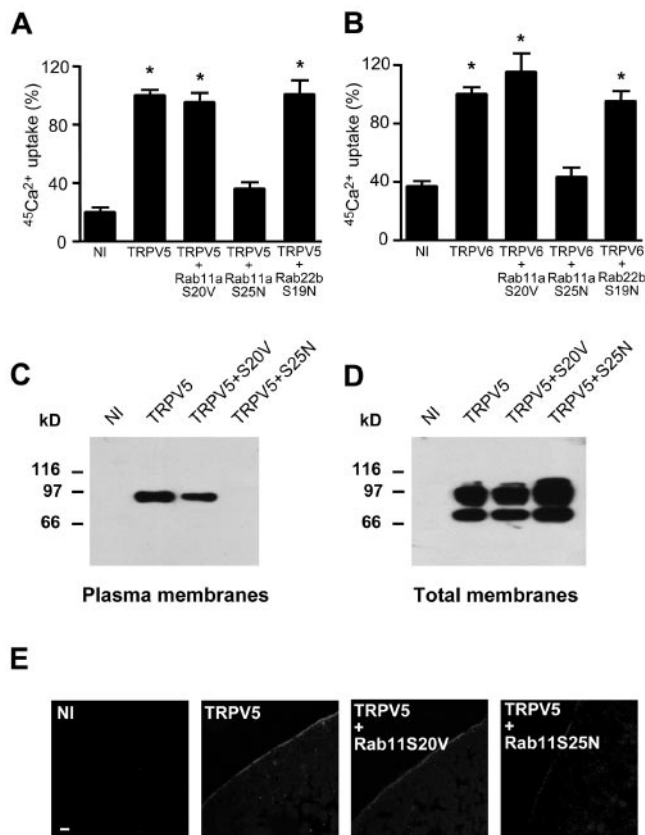 A
B
45Ca2+ uptake (%)
120
80
40
0
NI
TRPV5
TRPV5
+
Rab11a
S20V
TRPV5
+
Rab11a
S25N
TRPV5
+
Rab22b
S19N
*
*
*
45Ca2+ uptake (%)
120
80
40
0
NI
TRPV6
TRPV6
+
Rab11a
S20V
TRPV6
+
Rab11a
S25N
TRPV6
+
Rab22b
S19N
*
*
*
C
kD
NI
TRPV5
TRPV5+S20V
TRPV5+S25N
116
97
66
Plasma membranes
D
kD
NI
TRPV5
TRPV5+S20V
TRPV5+S25N
116
97
66
Total membranes
E
NI
TRPV5
TRPV5
+
Rab11S20V
TRPV5
+
Rab11S25N